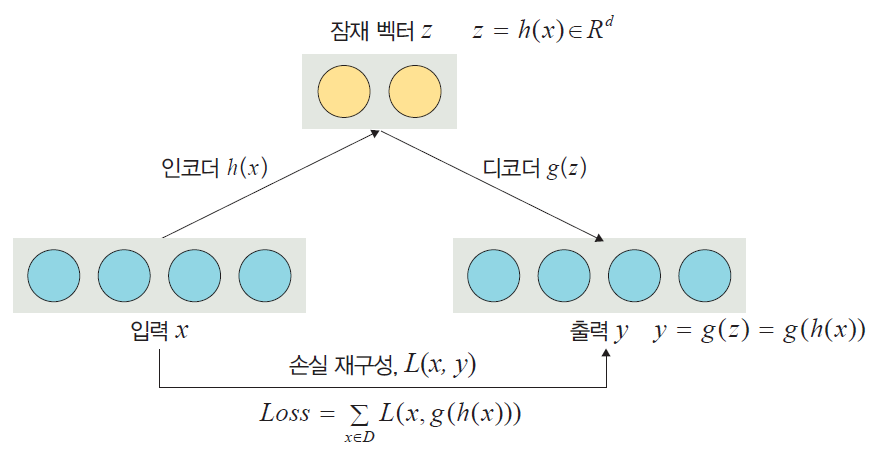 잠재 벡터 z z = h(x)∈R^d
인코더 h(x)
디코더 g(z)
입력 x
출력 y y = g(z) = g(h(x))
손실 재구성, L(x, y)
Loss = ∑ L(x, g(h(x)))
x∈D